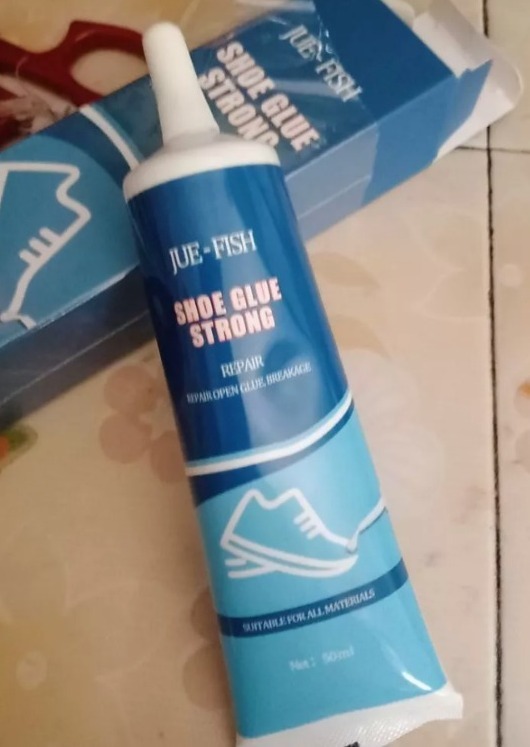 JUE-FISH
SHOE GLUE
STRONG
JUE-FISH
SHOE GLUE
STRONG
REPAIR
REPAIR OPEN GLUE, BREAKAGE
SUITABLE FOR ALL MATERIALS
Net: 50ml